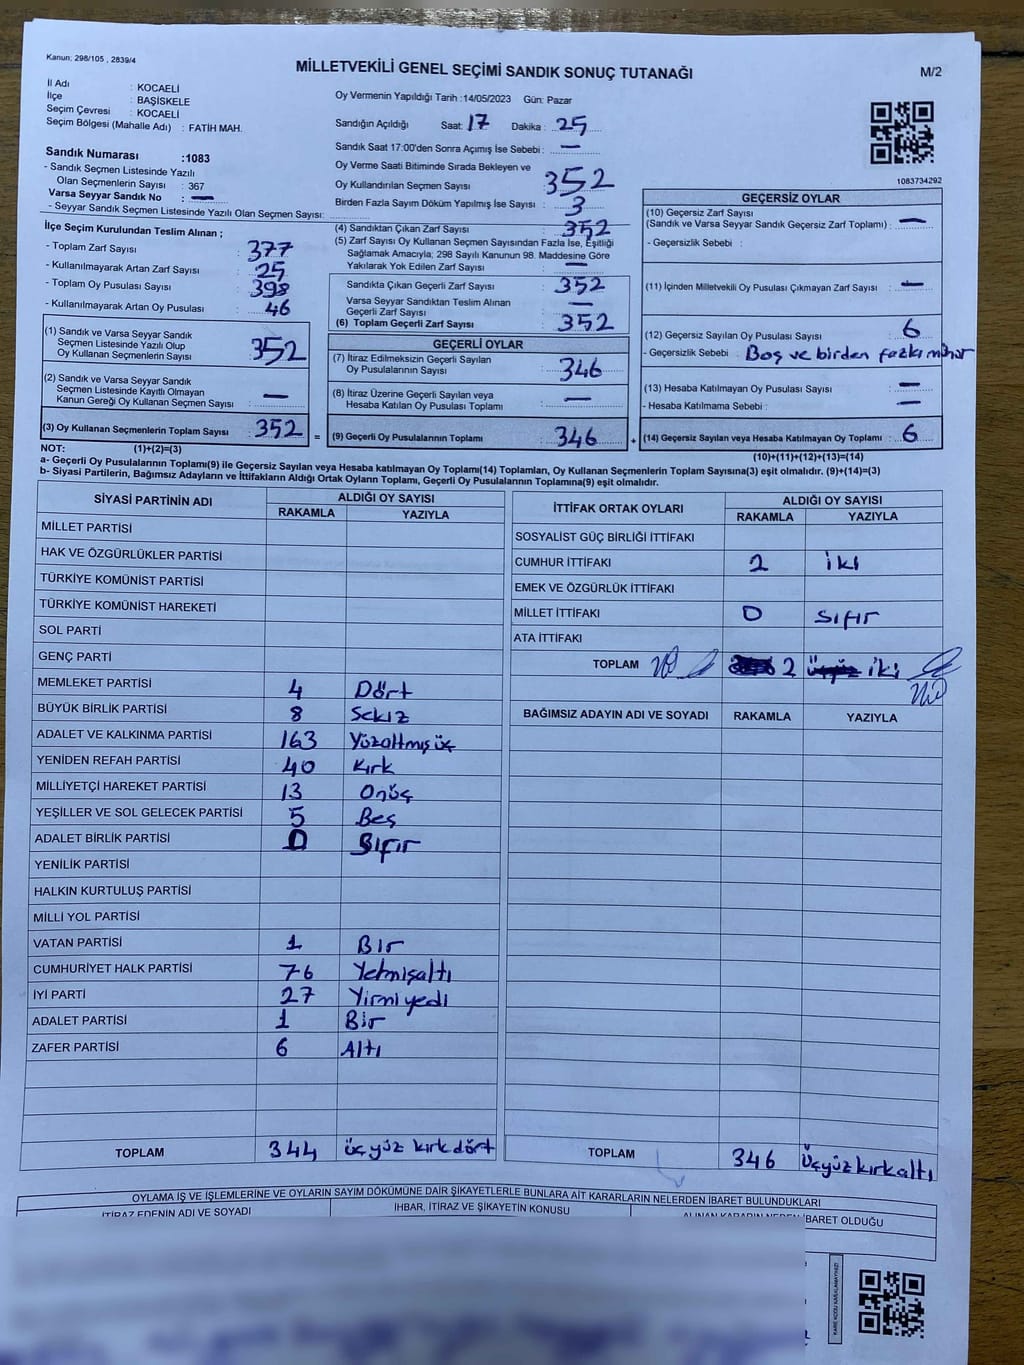 Kanun; 298/105 , 2839/4
MİLLETVEKİLİ GENEL SEÇİMİ SANDIK SONUÇ TUTANAĞI
M/2
İl Adı : KOCAELİ
İlçe : BAŞİSKELE
Seçim Çevresi : KOCAELİ
Seçim Bölgesi (Mahalle Adı) : FATİH MAH.
Sandık Numarası :1083
- Sandık Seçmen Listesinde Yazılı
Olan Seçmenlerin Sayısı : 367
Varsa Seyyar Sandık No : —
- Seyyar Sandık Seçmen Listesinde Yazılı Olan Seçmen Sayısı:
Oy Vermenin Yapıldığı Tarih :14/05/2023 Gün: Pazar
Sandığın Açıldığı Saat: 17 Dakika : 25
Sandık Saat 17:00'den Sonra Açımış İse Sebebi : —
Oy Verme Saati Bitiminde Sırada Bekleyen ve
Oy Kullandırılan Seçmen Sayısı : 352
Birden Fazla Sayım Döküm Yapılmış İse Sayısı : 3
1083734292
İlçe Seçim Kurulundan Teslim Alınan ;
- Toplam Zarf Sayısı : 377
- Kullanılmayarak Artan Zarf Sayısı : 25
- Toplam Oy Pusulası Sayısı : 398
- Kullanılmayarak Artan Oy Pusulası : 46
(1) Sandık ve Varsa Seyyar Sandık
Seçmen Listesinde Yazılı Olup
Oy Kullanan Seçmenlerin Sayısı : 352
(2) Sandık ve Varsa Seyyar Sandık
Seçmen Listesinde Kayıtlı Olmayan
Kanun Gereği Oy Kullanan Seçmen Sayısı : —
(3) Oy Kullanan Seçmenlerin Toplam Sayısı : 352
(1)+(2)=(3)
(4) Sandıktan Çıkan Zarf Sayısı : 352
(5) Zarf Sayısı Oy Kullanan Seçmen Sayısından Fazla İse, Eşitliği
Sağlamak Amacıyla; 298 Sayılı Kanunun 98. Maddesine Göre
Yakılarak Yok Edilen Zarf Sayısı : —
Sandıkta Çıkan Geçerli Zarf Sayısı : 352
Varsa Seyyar Sandıktan Teslim Alınan
Geçerli Zarf Sayısı : —
(6) Toplam Geçerli Zarf Sayısı : 352
GEÇERLİ OYLAR
(7) İtiraz Edilmeksizin Geçerli Sayılan
Oy Pusulalarının Sayısı : 346
(8) İtiraz Üzerine Geçerli Sayılan veya
Hesaba Katılan Oy Pusulası Toplamı : —
= (9) Geçerli Oy Pusulalarının Toplamı : 346
GEÇERSİZ OYLAR
(10) Geçersiz Zarf Sayısı
(Sandık ve Varsa Seyyar Sandık Geçersiz Zarf Toplamı) : —
- Geçersizlik Sebebi :
(11) İçinden Milletvekili Oy Pusulası Çıkmayan Zarf Sayısı : —
(12) Geçersiz Sayılan Oy Pusulası Sayısı : 6
- Geçersizlik Sebebi : Boş ve birden fazkı mühür
(13) Hesaba Katılmayan Oy Pusulası Sayısı : —
- Hesaba Katılmama Sebebi : —
+ (14) Geçersiz Sayılan veya Hesaba Katılmayan Oy Toplamı : 6
(10)+(11)+(12)+(13)=(14)
NOT:
a- Geçerli Oy Pusulalarının Toplamı(9) ile Geçersiz Sayılan veya Hesaba katılmayan Oy Toplamı(14) Toplamları, Oy Kullanan Seçmenlerin Toplam Sayısına(3) eşit olmalıdır. (9)+(14)=(3)
b- Siyasi Partilerin, Bağımsız Adayların ve İttifakların Aldığı Ortak Oyların Toplamı, Geçerli Oy Pusulalarının Toplamına(9) eşit olmalıdır.
SİYASİ PARTİNİN ADI ALDIĞI OY SAYISI
RAKAMLA YAZIYLA
MİLLET PARTİSİ
HAK VE ÖZGÜRLÜKLER PARTİSİ
TÜRKİYE KOMÜNİST PARTİSİ
TÜRKİYE KOMÜNİST HAREKETİ
SOL PARTİ
GENÇ PARTİ
MEMLEKET PARTİSİ 4 Dört
BÜYÜK BİRLİK PARTİSİ 8 Sekiz
ADALET VE KALKINMA PARTİSİ 163 Yüzaltmışüç
YENİDEN REFAH PARTİSİ 40 Kırk
MİLLİYETÇİ HAREKET PARTİSİ 13 Onüç
YEŞİLLER VE SOL GELECEK PARTİSİ 5 Beş
ADALET BİRLİK PARTİSİ 0 Sıfır
YENİLİK PARTİSİ
HALKIN KURTULUŞ PARTİSİ
MİLLİ YOL PARTİSİ
VATAN PARTİSİ 1 Bir
CUMHURİYET HALK PARTİSİ 76 Yetmişaltı
İYİ PARTİ 27 Yirmiyedi
ADALET PARTİSİ 1 Bir
ZAFER PARTİSİ 6 Altı
TOPLAM 344 üçyüz kırkdört
İTTİFAK ORTAK OYLARI ALDIĞI OY SAYISI
RAKAMLA YAZIYLA
SOSYALİST GÜÇ BİRLİĞİ İTTİFAKI
CUMHUR İTTİFAKI 2 iki
EMEK VE ÖZGÜRLÜK İTTİFAKI
MİLLET İTTİFAKI 0 Sıfır
ATA İTTİFAKI
TOPLAM 2 iki
BAĞIMSIZ ADAYIN ADI VE SOYADI RAKAMLA YAZIYLA
TOPLAM 346 Üçyüzkırkaltı
OYLAMA İŞ VE İŞLEMLERİNE VE OYLARIN SAYIM DÖKÜMÜNE DAİR ŞİKAYETLERLE BUNLARA AİT KARARLARIN NELERDEN İBARET BULUNDUKLARI
İTİRAZ EDENİN ADI VE SOYADI İHBAR, İTİRAZ VE ŞİKAYETİN KONUSU ALINAN KARARIN NEDEN İBARET OLDUĞU